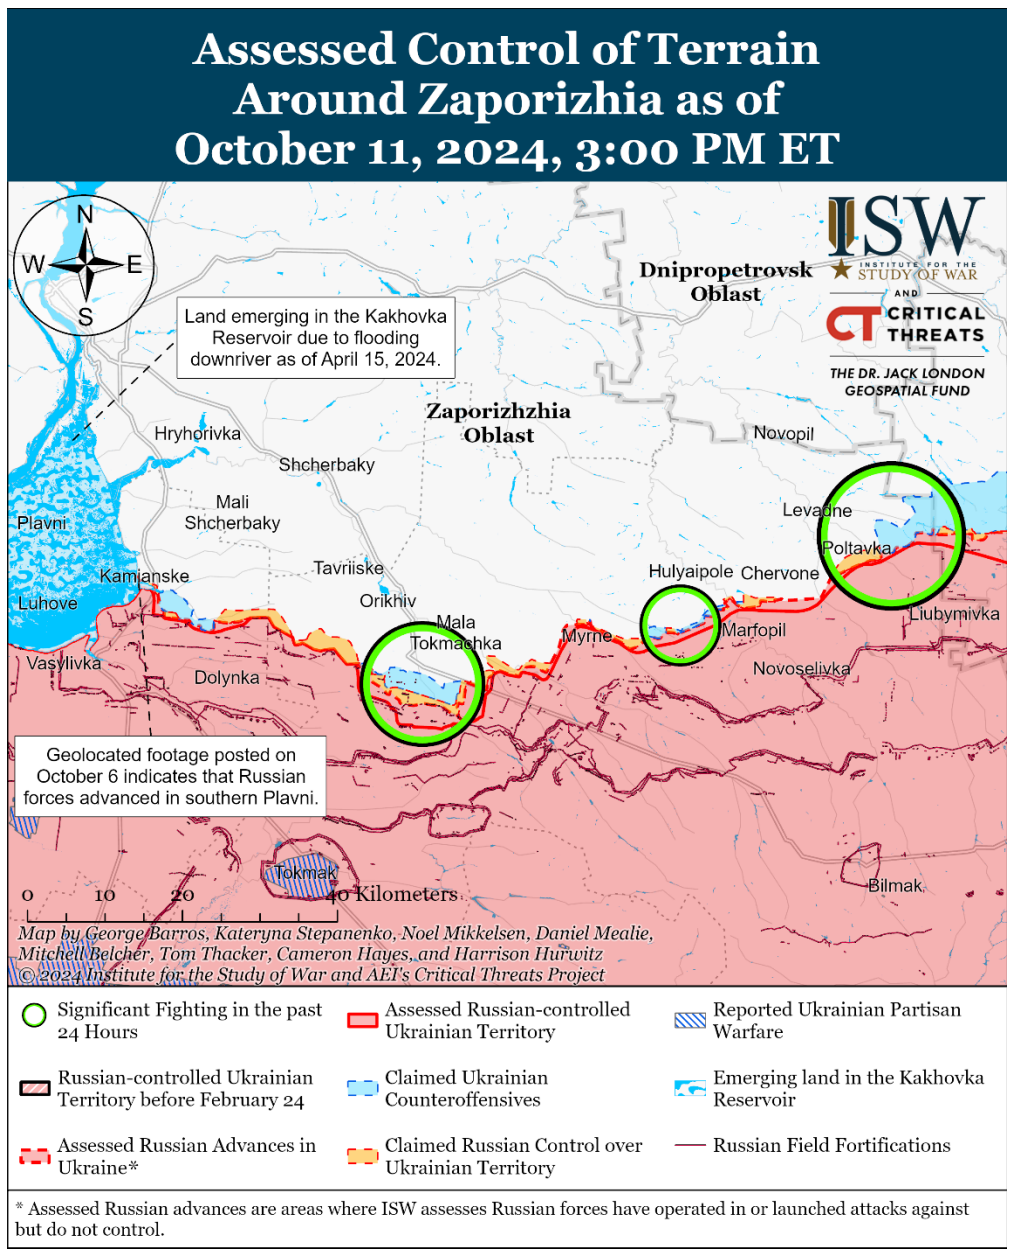 Assessed Control of Terrain
Around Zaporizhia as of
October 11, 2024, 3:00 PM ET
N
W
E
S
ISW
INSTITUTE FOR THE
STUDY OF WAR
AND
CT CRITICAL
THREATS
THE DR. JACK LONDON
GEOSPATIAL FUND
Dnipropetrovsk
Oblast
Land emerging in the Kakhovka
Reservoir due to flooding
downriver as of April 15, 2024.
Zaporizhzhia
Oblast
Hryhorivka
Novopil
Shcherbaky
Mali
Shcherbaky
Levadne
Plavni
Poltavka
Tavriiske
Hulyaipole
Chervone
Kamianske
Orikhiv
Luhove
Liubymivka
Mala
Tokmachka
Myrne
Marfopil
Vasylivka
Novoselivka
Dolynka
Geolocated footage posted on
October 6 indicates that Russian
forces advanced in southern Plavni.
Tokmak
Bilmak
0 10 20 40 Kilometers
Map by George Barros, Kateryna Stepanenko, Noel Mikkelsen, Daniel Mealie,
Mitchell Belcher, Tom Thacker, Cameron Hayes, and Harrison Hurwitz
© 2024 Institute for the Study of War and AEI's Critical Threats Project
Significant Fighting in the past
24 Hours
Assessed Russian-controlled
Ukrainian Territory
Reported Ukrainian Partisan
Warfare
Russian-controlled Ukrainian
Territory before February 24
Claimed Ukrainian
Counteroffensives
Emerging land in the Kakhovka
Reservoir
Assessed Russian Advances in
Ukraine*
Claimed Russian Control over
Ukrainian Territory
Russian Field Fortifications
* Assessed Russian advances are areas where ISW assesses Russian forces have operated in or launched attacks against
but do not control.